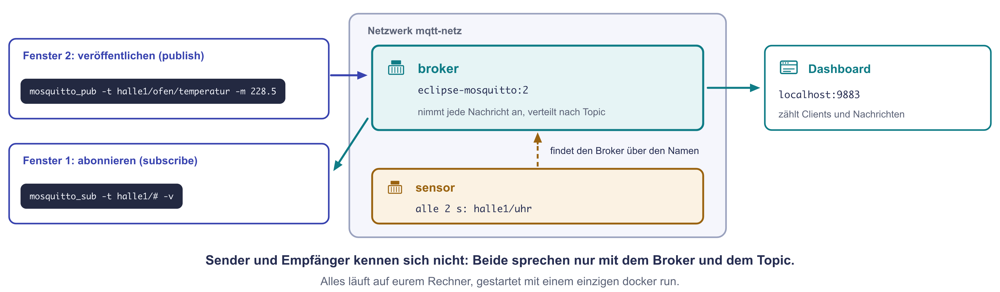 Netzwerk mqtt-netz
Fenster 2: veröffentlichen (publish)
mosquitto_pub -t halle1/ofen/temperatur -m 228.5
Fenster 1: abonnieren (subscribe)
mosquitto_sub -t halle1/# -v
broker
eclipse-mosquitto:2
nimmt jede Nachricht an, verteilt nach Topic
findet den Broker über den Namen
sensor
alle 2 s: halle1/uhr
Dashboard
localhost:9883
zählt Clients und Nachrichten
Sender und Empfänger kennen sich nicht: Beide sprechen nur mit dem Broker und dem Topic.
Alles läuft auf eurem Rechner, gestartet mit einem einzigen docker run.